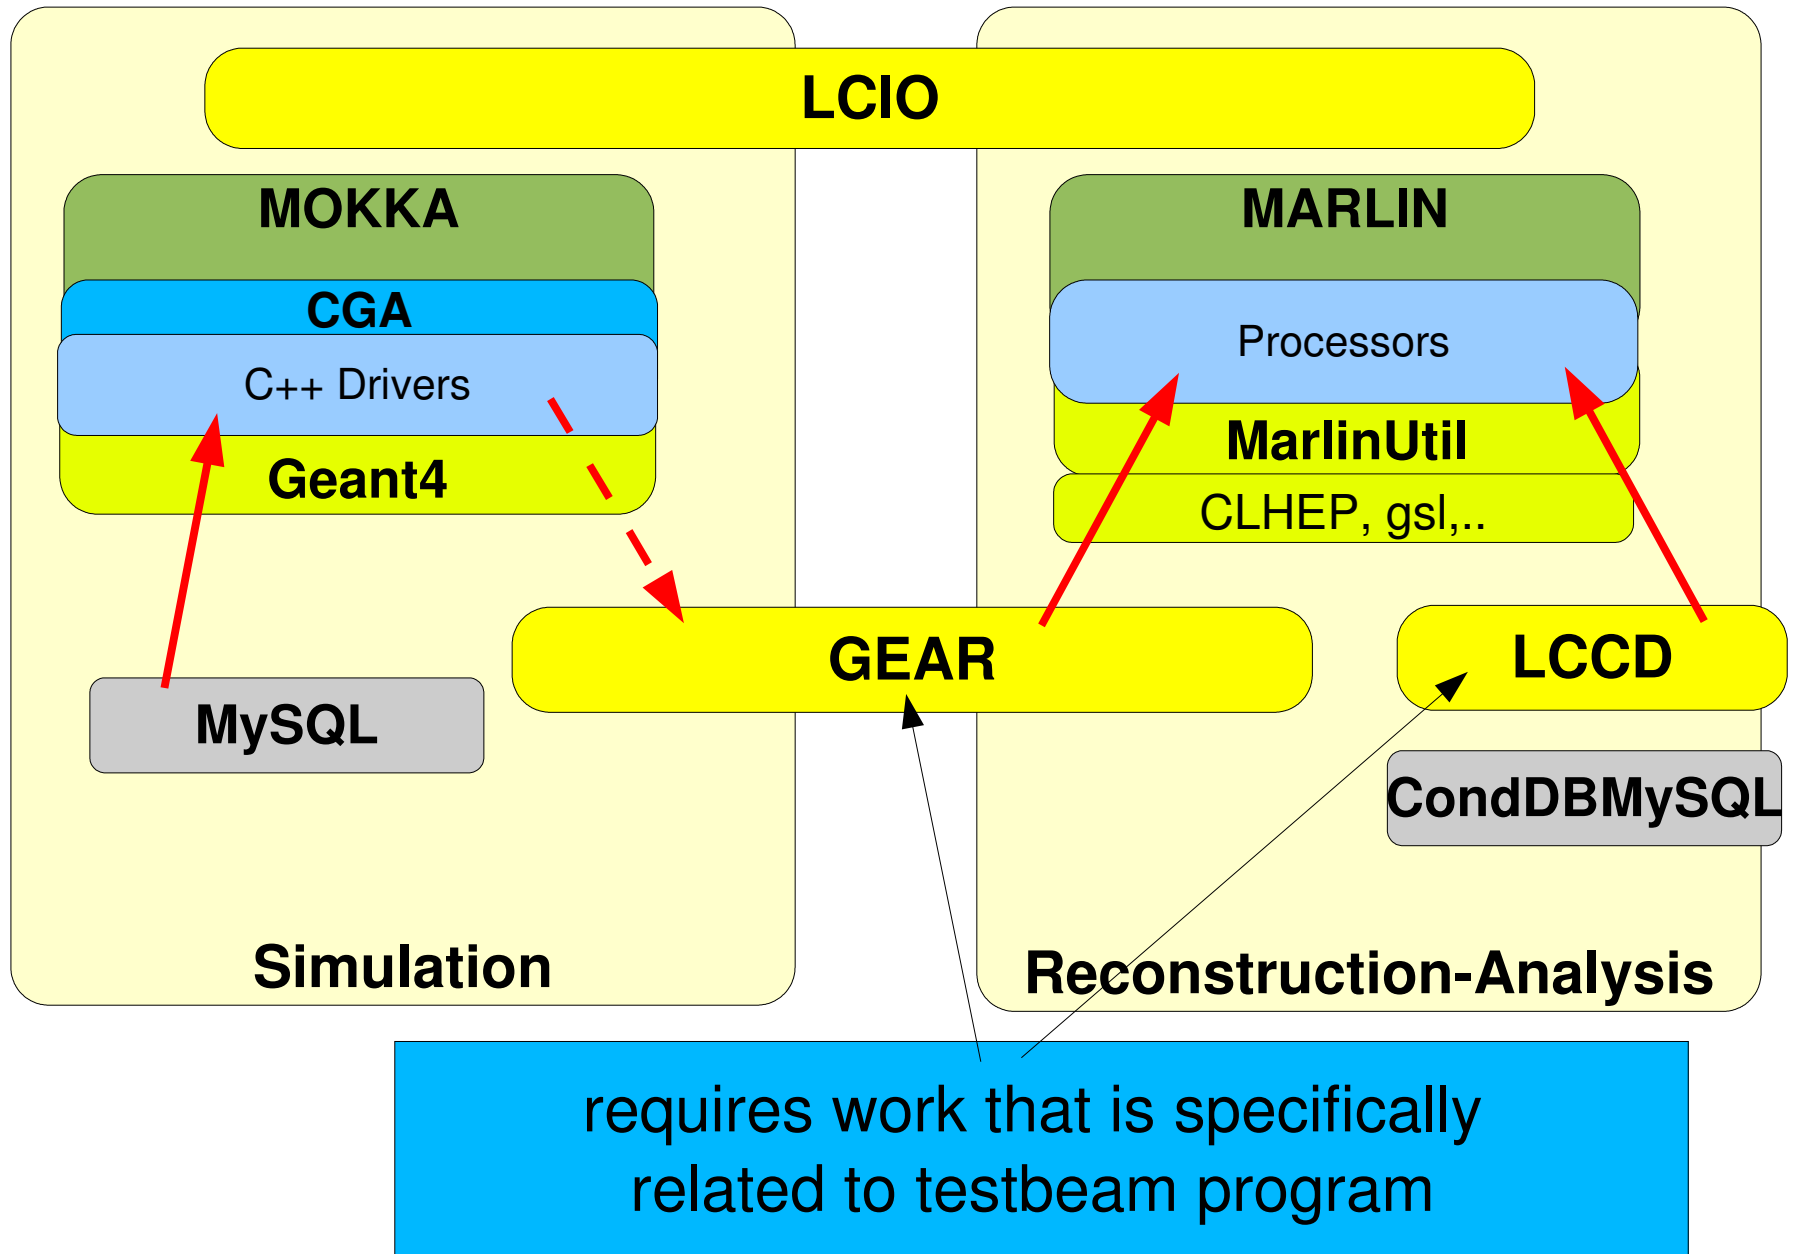 LCIO
MOKKA
CGA
C++ Drivers
Geant4
MySQL
Simulation
MARLIN
Processors
MarlinUtil
CLHEP, gsl,..
GEAR
LCCD
CondDBMySQL
Reconstruction-Analysis
requires work that is specifically
related to testbeam program